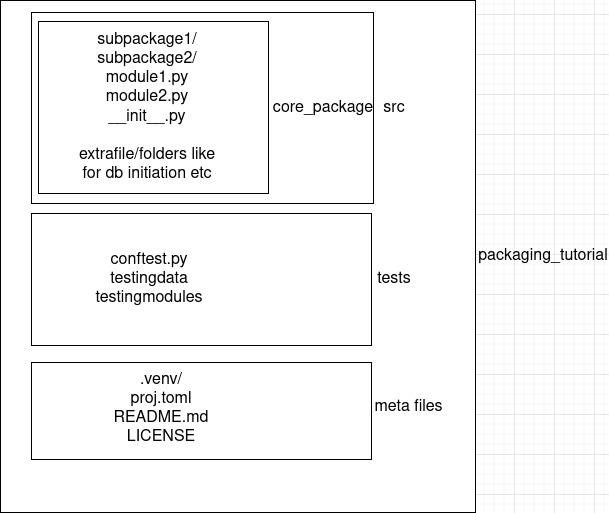 subpackage1/
subpackage2/
module1.py
module2.py
__init__.py
extrafile/folders like
for db initiation etc
core_package
src
conftest.py
testingdata
testingmodules
tests
.venv/
proj.toml
README.md
LICENSE
meta files
packaging_tutorial